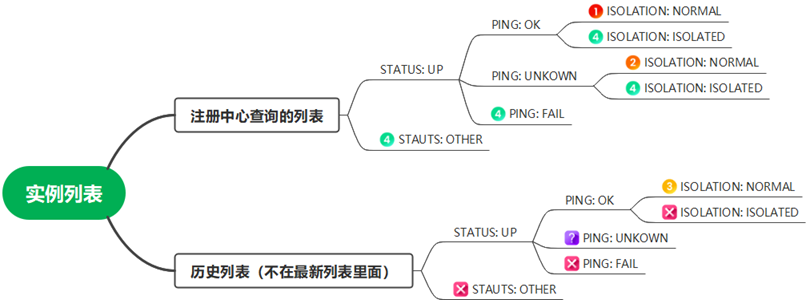 实例列表
注册中心查询的列表
STATUS: UP
PING: OK
1 ISOLATION: NORMAL
4 ISOLATION: ISOLATED
PING: UNKOWN
2 ISOLATION: NORMAL
4 ISOLATION: ISOLATED
4 PING: FAIL
4 STAUTS: OTHER
历史列表（不在最新列表里面）
STATUS: UP
PING: OK
3 ISOLATION: NORMAL
ISOLATION: ISOLATED
? PING: UNKOWN
PING: FAIL
STAUTS: OTHER